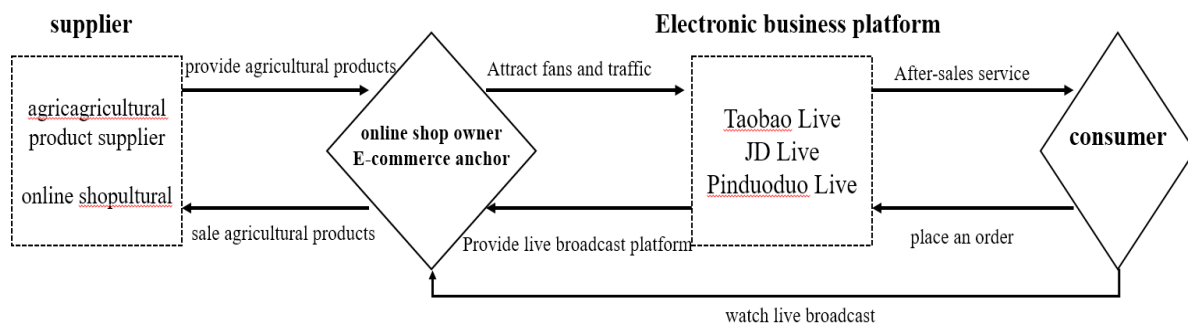 supplier
Electronic business platform
provide agricultural products
Attract fans and traffic
After-sales service
agricagricultural
product supplier
online shopultural
online shop owner
E-commerce anchor
Taobao Live
JD Live
Pinduoduo Live
consumer
sale agricultural products
Provide live broadcast platform
place an order
watch live broadcast